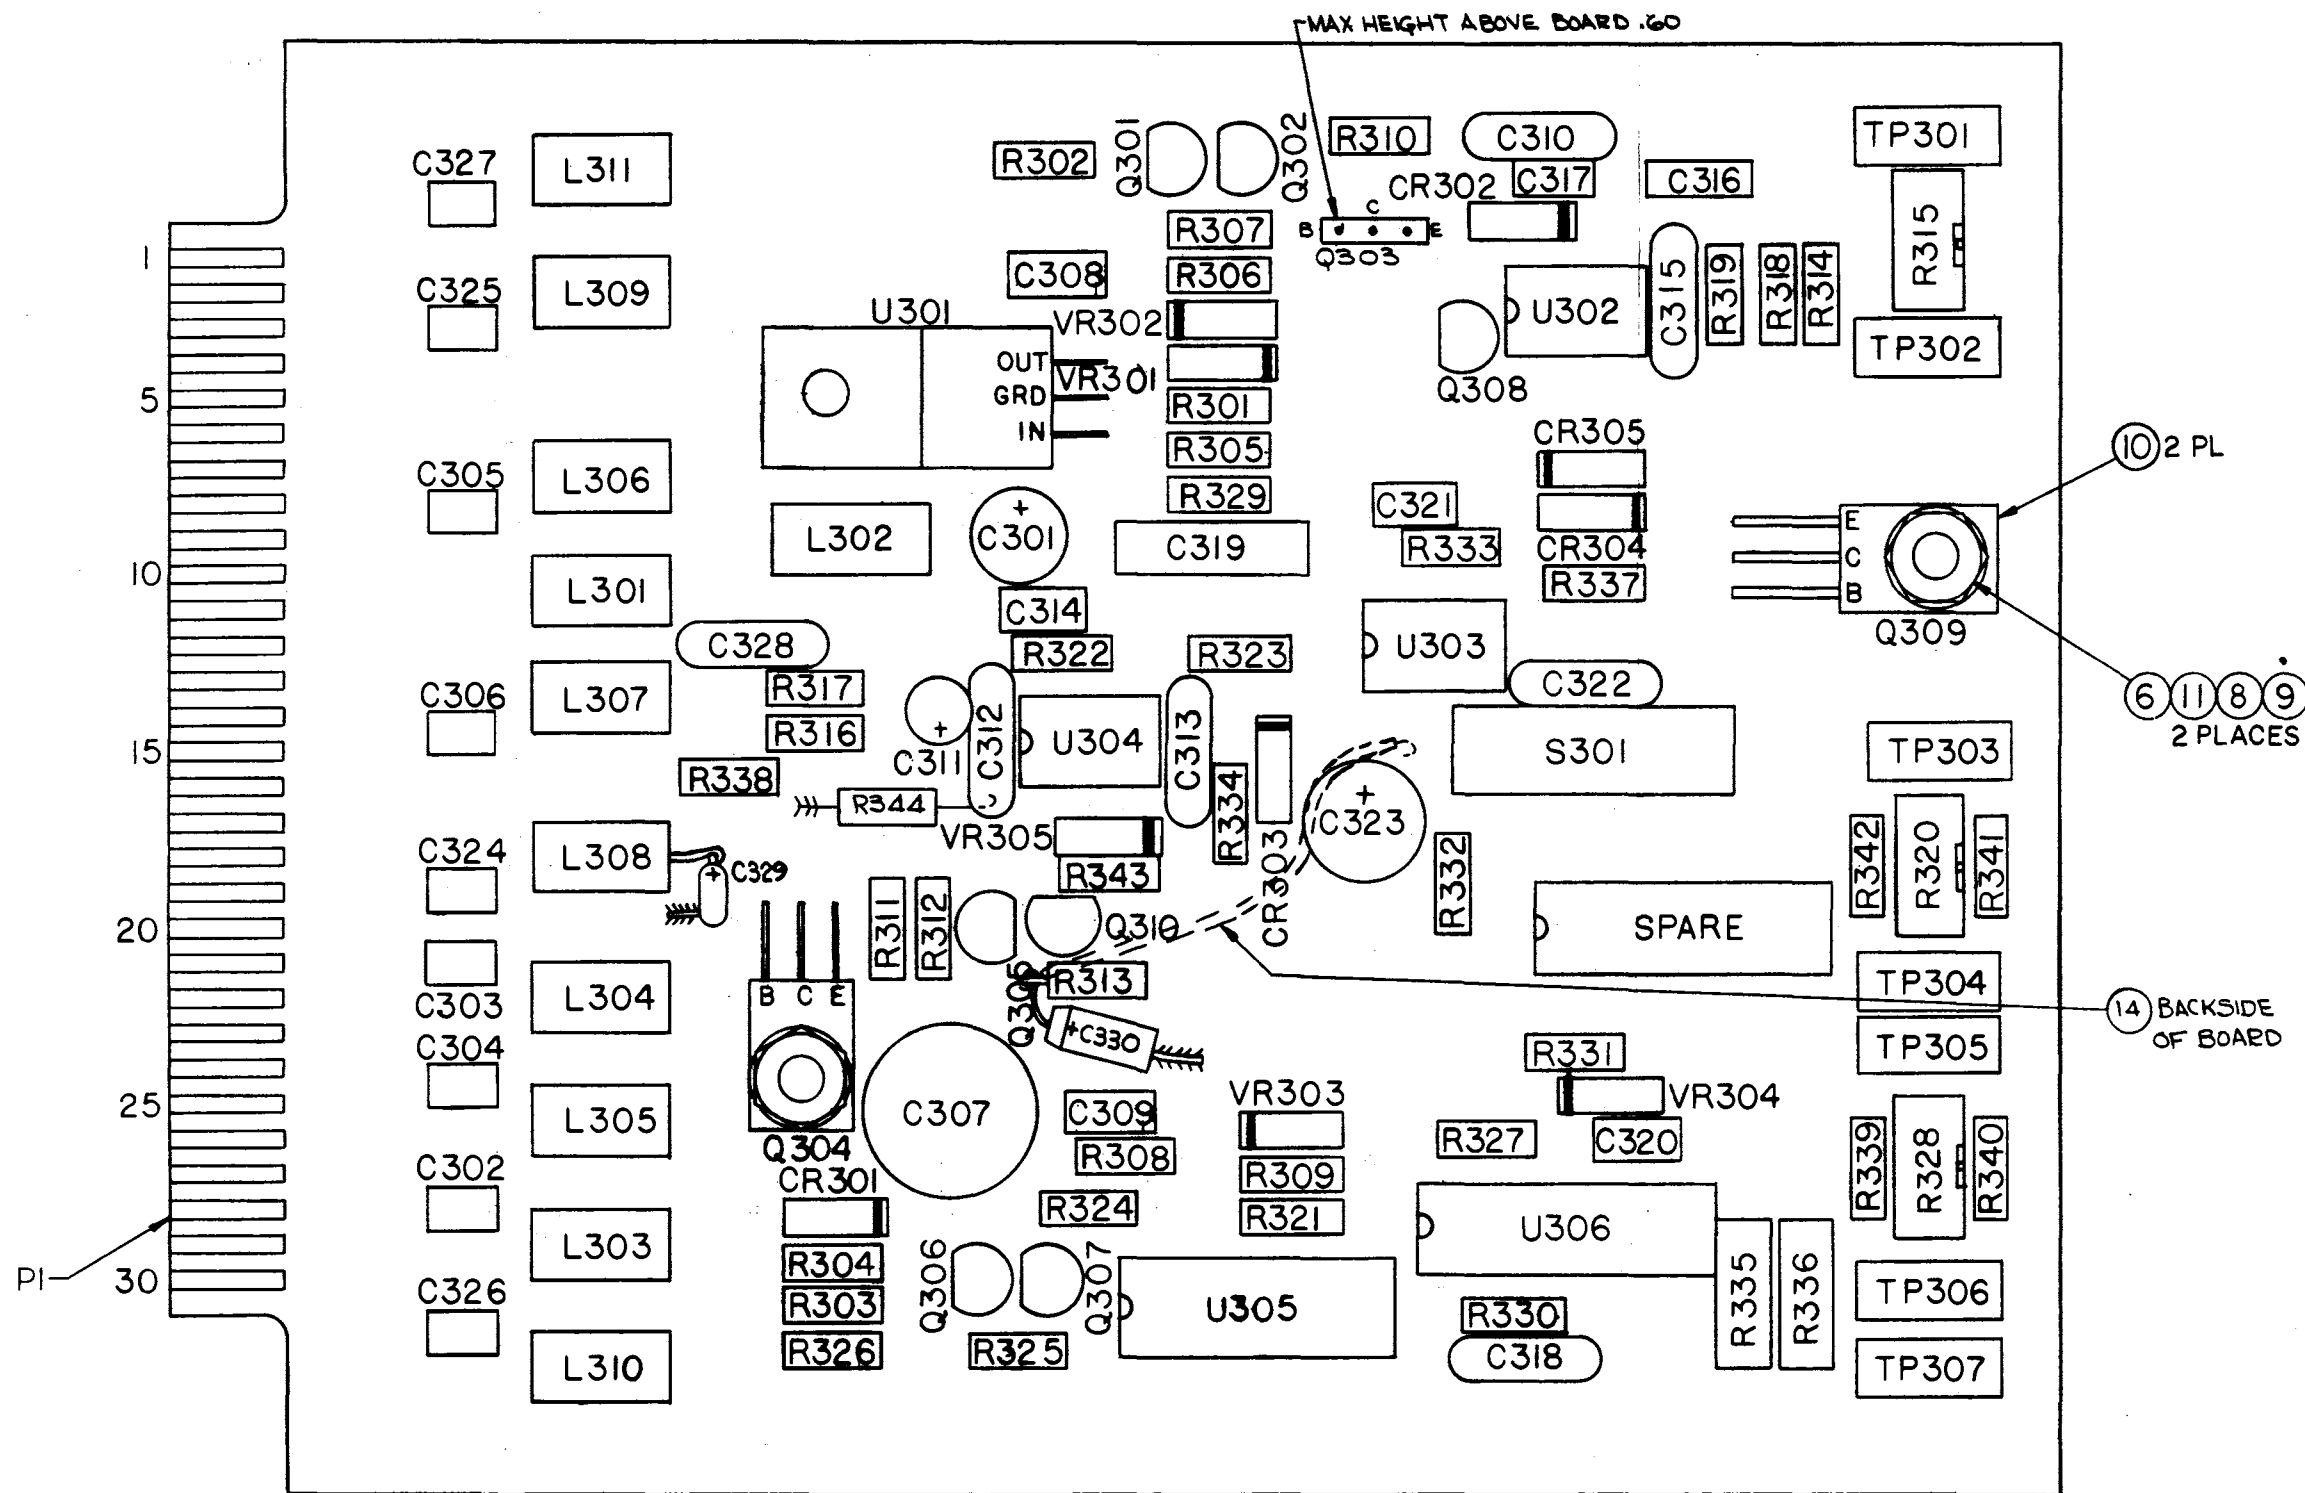 MAX HEIGHT ABOVE BOARD .60
C327
L311
R302
Q301
Q302
R310
C310
CR302
C317
C316
TP301
R315
B
C
E
Q303
R307
1
C325
L309
C308
R306
U301
VR302
OUT
VR301
GRD
IN
U302
C315
R319
R318
R314
TP302
Q308
5
R301
R305
R329
CR305
10 2 PL
C305
L306
L302
+
C301
C319
C321
R333
CR304
R337
E
C
B
Q309
10
L301
C314
C328
R322
R323
U303
C322
6 11 8 9
2 PLACES
C306
L307
R317
R316
+
C311
C312
U304
C313
S301
TP303
15
R338
R344
VR305
R334
CR303
+
C323
R332
R342
R320
R341
C324
L308
+
C329
R343
20
R311
R312
Q310
SPARE
C303
L304
B C E
Q305
R313
TP304
14 BACKSIDE
OF BOARD
C304
+C330
R331
TP305
25
L305
C307
Q304
C309
R308
VR303
R309
VR304
R327
C320
R339
R328
R340
C302
CR301
R324
R321
U306
P1
30
L303
R304
R303
R326
Q306
Q307
U305
R335
R336
TP306
C326
L310
R325
R330
C318
TP307